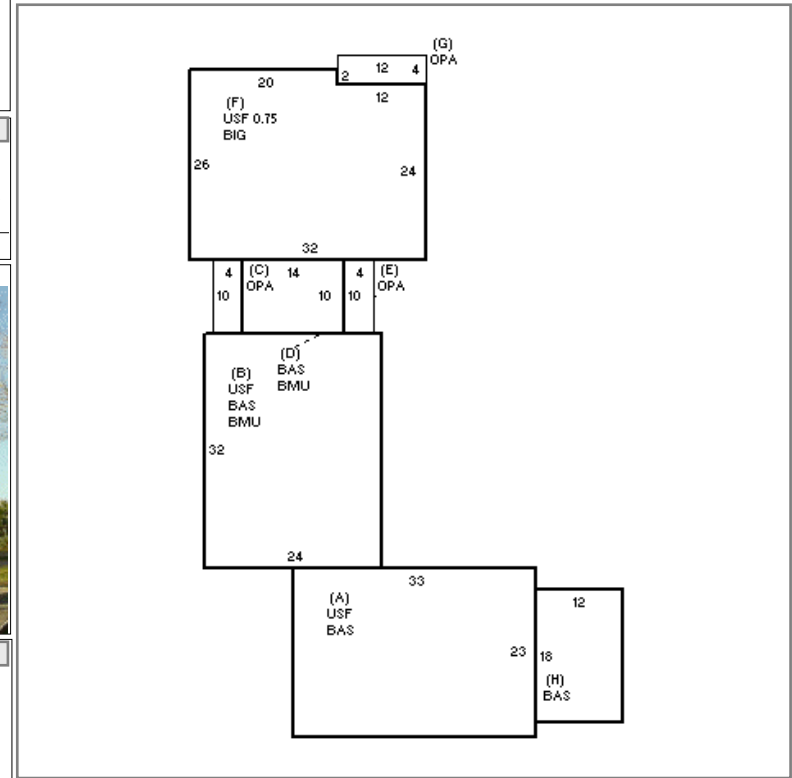 (G)
OPA
12
4
2
12
20
(F)
USF 0.75
BIG
26
24
32
4
10
(C)
OPA
14
10
4
10
(E)
OPA
(D)
BAS
BMU
(B)
USF
BAS
BMU
32
24
33
(A)
USF
BAS
23
12
18
(H)
BAS